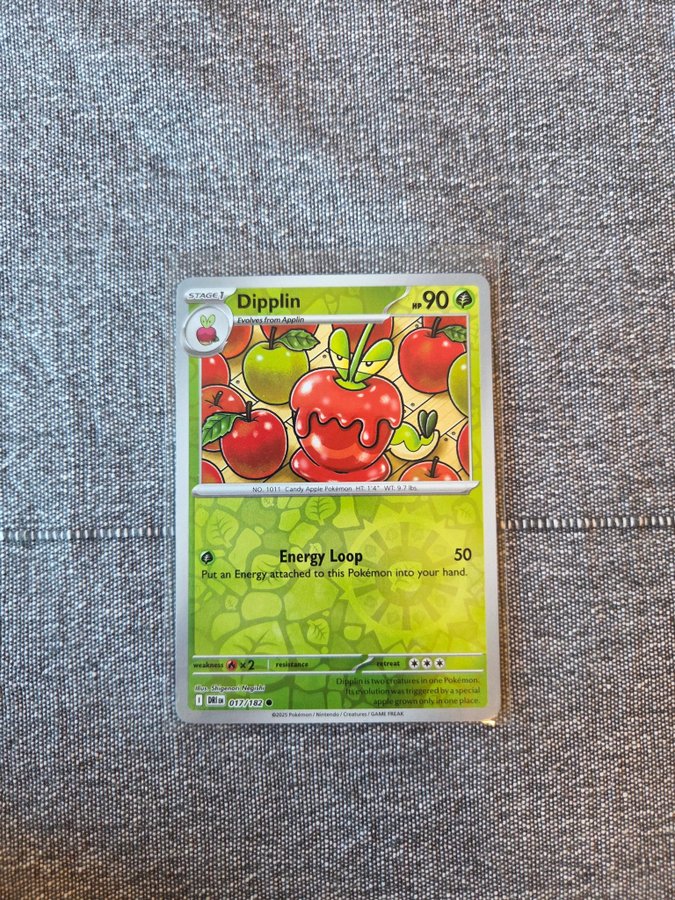 STAGE 1
Dipplin
HP 90
Evolves from Applin
NO. 1011 Candy Apple Pokémon HT: 1'4" WT: 9.7 lbs.
Energy Loop 50
Put an Energy attached to this Pokémon into your hand.
weakness ×2 resistance retreat
Illus. Shigenori Negishi
Dipplin is two creatures in one Pokémon.
Its evolution was triggered by a special
apple grown only in one place.
I DRI EN 017/182
©2025 Pokémon / Nintendo / Creatures / GAME FREAK